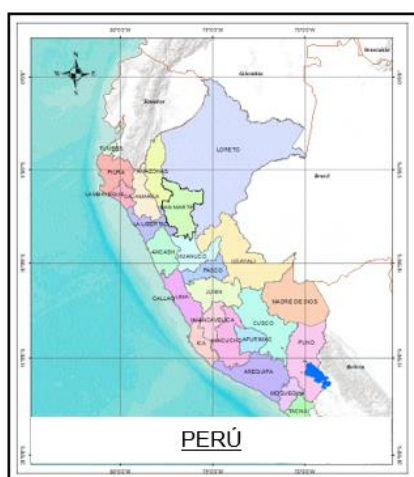 N
W E
S
Colombia
Ecuador
TUMBES
LORETO
PIURA
AMAZONAS
Brasil
LAMBAYEQUE
CAJAMARCA
SAN MARTIN
LA LIBERTAD
ANCASH
HUANUCO
UCAYALI
PASCO
JUNIN
CALLAO
LIMA
MADRE DE DIOS
HUANCAVELICA
CUSCO
ICA
AYACUCHO
APURIMAC
PUNO
Bolivia
AREQUIPA
MOQUEGUA
TACNA
PERÚ